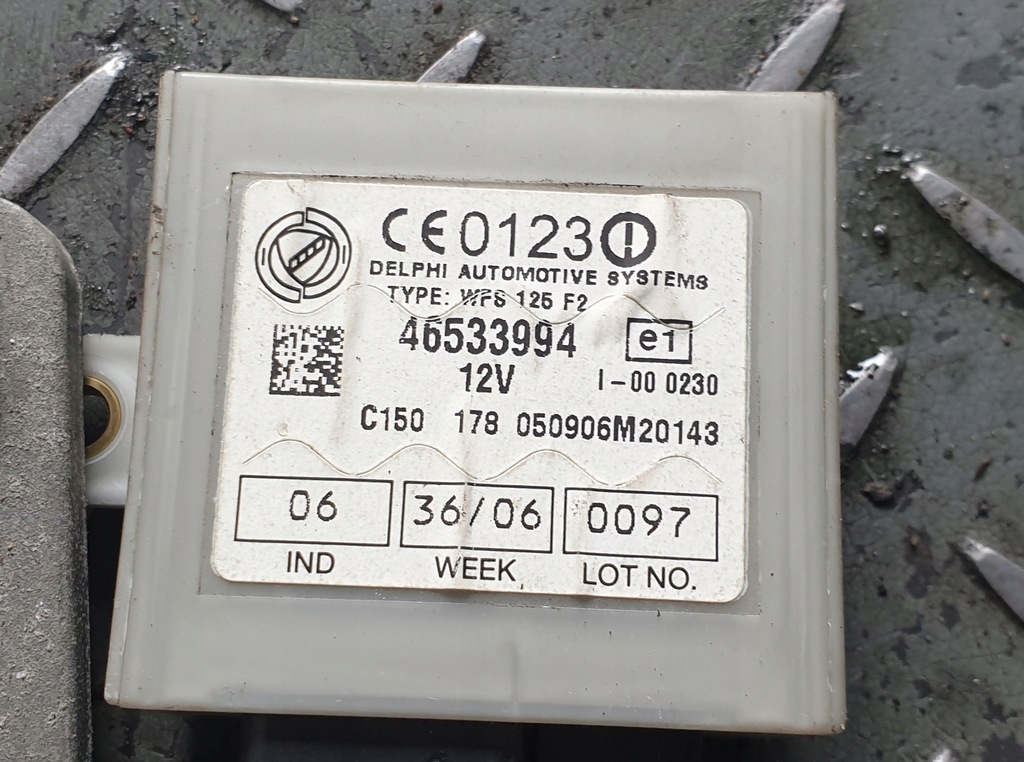 CE0123
DELPHI AUTOMOTIVE SYSTEMS
TYPE: WFS 125 F2
46533994 e1
12V I-00 0230
C150 178 050906M20143
06 36/06 0097
IND WEEK LOT NO.